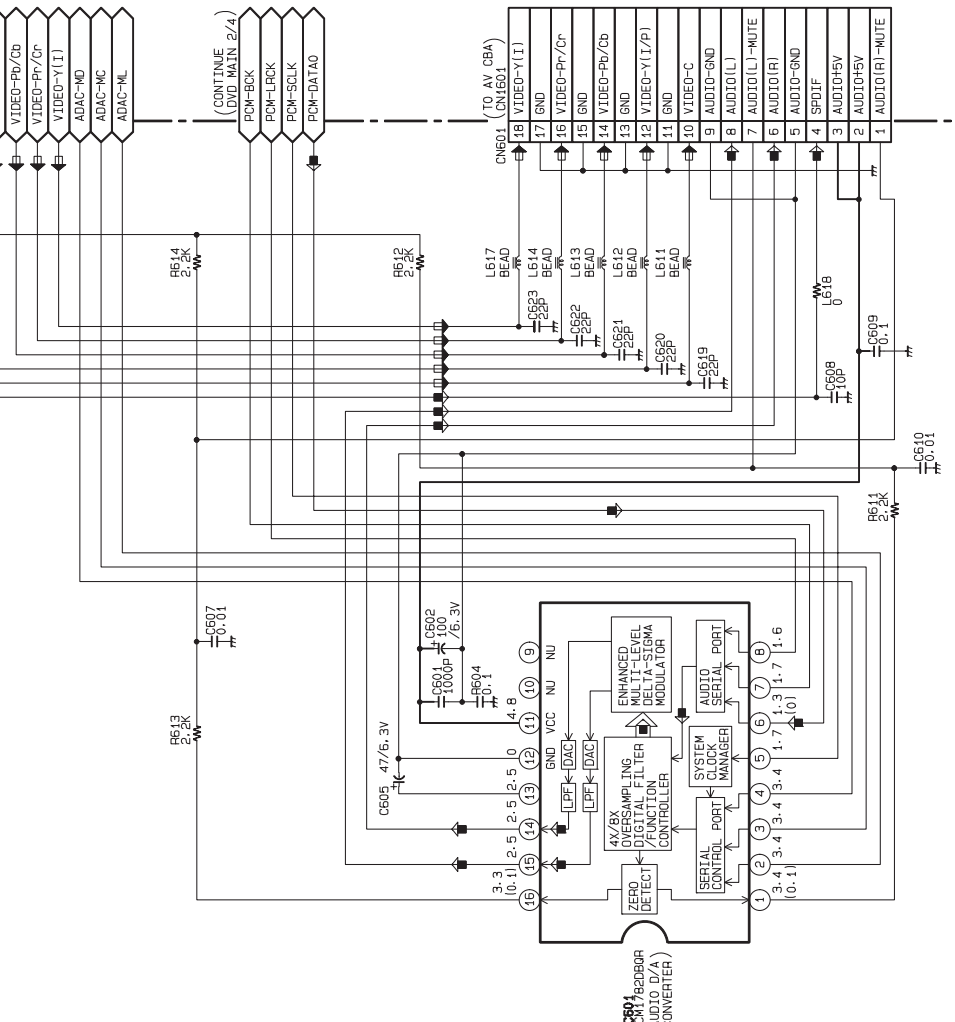 VIDEO-Pb/Cb
VIDEO-Pr/Cr
VIDEO-Y(I)
ADAC-MD
ADAC-MC
ADAC-ML
(CONTINUE
DVD MAIN 2/4)
PCM-BCK
PCM-LRCK
PCM-SCLK
PCM-DATA0
(TO AV CBA)
CN1601
CN601
18 VIDEO-Y(I)
17 GND
16 VIDEO-Pr/Cr
15 GND
14 VIDEO-Pb/Cb
13 GND
12 VIDEO-Y(I/P)
11 GND
10 VIDEO-C
9 AUDIO-GND
8 AUDIO(L)
7 AUDIO(L)-MUTE
6 AUDIO(R)
5 AUDIO-GND
4 SPDIF
3 AUDIO+5V
2 AUDIO+5V
1 AUDIO(R)-MUTE
R614
2.2K
R612
2.2K
L617
BEAD
L614
BEAD
L613
BEAD
L612
BEAD
L611
BEAD
L618
0
C623
22P
C622
22P
C621
22P
C620
22P
C619
22P
C609
0.1
C608
10P
C610
0.01
R611
2.2K
C607
0.01
R613
2.2K
C602
100
/6.3V
+
C601
1000P
R604
0.1
C605
47/6.3V
+
9
NU
10
NU
11
VCC
4.8
12
GND
0
13
2.5
14
2.5
15
2.5
16
3.3
(0.1)
ENHANCED
MULTI-LEVEL
DELTA-SIGMA
MODULATOR
AUDIO
SERIAL PORT
DAC
DAC
LPF
LPF
4X/8X
OVERSAMPLING
DIGITAL FILTER
/FUNCTION
CONTROLLER
SYSTEM
CLOCK
MANAGER
SERIAL
CONTROL PORT
ZERO
DETECT
8
1.6
7
1.7
6
1.3
(0)
5
1.7
4
3.4
3
3.4
2
3.4
1
3.4
(0.1)
C601
CM1782DBQR
AUDIO D/A
CONVERTER)